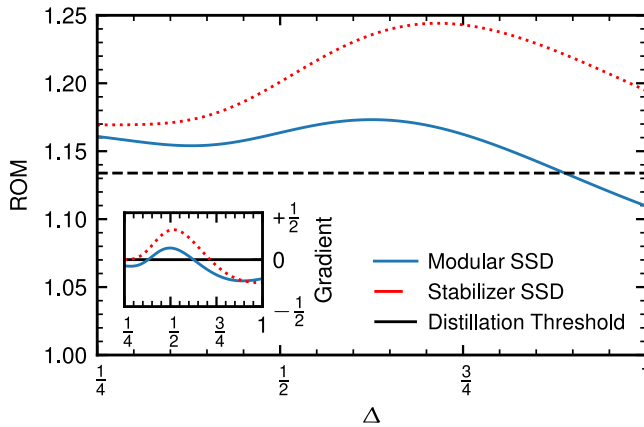 1.25
1.20
1.15
1.10
1.05
1.00
ROM
1/4
1/2
3/4
Δ
+1/2
0
−1/2
Gradient
1/4
1/2
3/4
1
Modular SSD
Stabilizer SSD
Distillation Threshold